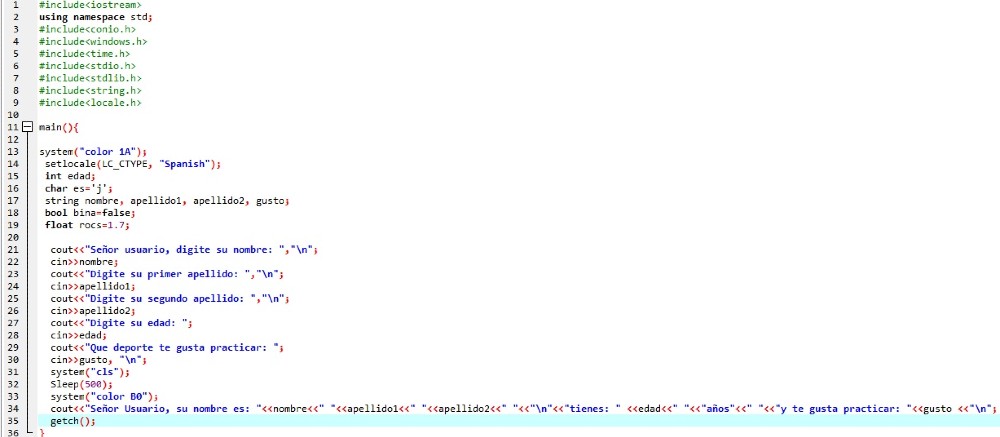 1 #include<iostream>
2 using namespace std;
3 #include<conio.h>
4 #include<windows.h>
5 #include<time.h>
6 #include<stdio.h>
7 #include<stdlib.h>
8 #include<string.h>
9 #include<locale.h>
10
11 main(){
12
13 system("color 1A");
14 setlocale(LC_CTYPE, "Spanish");
15 int edad;
16 char es='j';
17 string nombre, apellido1, apellido2, gusto;
18 bool bina=false;
19 float rocs=1.7;
20
21 cout<<"Señor usuario, digite su nombre: ","\n";
22 cin>>nombre;
23 cout<<"Digite su primer apellido: ","\n";
24 cin>>apellido1;
25 cout<<"Digite su segundo apellido: ","\n";
26 cin>>apellido2;
27 cout<<"Digite su edad: ";
28 cin>>edad;
29 cout<<"Que deporte te gusta practicar: ";
30 cin>>gusto, "\n";
31 system("cls");
32 Sleep(500);
33 system("color B0");
34 cout<<"Señor Usuario, su nombre es: "<<nombre<<" "<<apellido1<<" "<<apellido2<<" "<<"\n"<<"tienes: " <<edad<<" "<<"años"<<" "<<"y te gusta practicar: "<<gusto <<"\n";
35 getch();
36 }